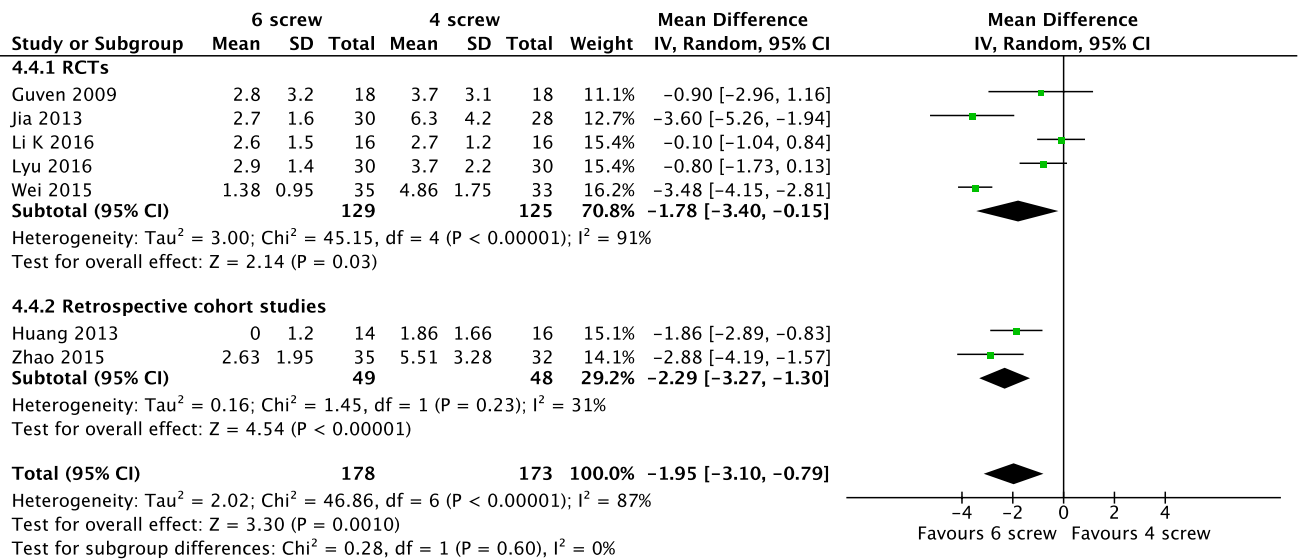 6 screw 4 screw Mean Difference Mean Difference
Study or Subgroup Mean SD Total Mean SD Total Weight IV, Random, 95% CI IV, Random, 95% CI
4.4.1 RCTs
Guven 2009 2.8 3.2 18 3.7 3.1 18 11.1% −0.90 [−2.96, 1.16]
Jia 2013 2.7 1.6 30 6.3 4.2 28 12.7% −3.60 [−5.26, −1.94]
Li K 2016 2.6 1.5 16 2.7 1.2 16 15.4% −0.10 [−1.04, 0.84]
Lyu 2016 2.9 1.4 30 3.7 2.2 30 15.4% −0.80 [−1.73, 0.13]
Wei 2015 1.38 0.95 35 4.86 1.75 33 16.2% −3.48 [−4.15, −2.81]
Subtotal (95% CI) 129 125 70.8% −1.78 [−3.40, −0.15]
Heterogeneity: Tau² = 3.00; Chi² = 45.15, df = 4 (P < 0.00001); I² = 91%
Test for overall effect: Z = 2.14 (P = 0.03)
4.4.2 Retrospective cohort studies
Huang 2013 0 1.2 14 1.86 1.66 16 15.1% −1.86 [−2.89, −0.83]
Zhao 2015 2.63 1.95 35 5.51 3.28 32 14.1% −2.88 [−4.19, −1.57]
Subtotal (95% CI) 49 48 29.2% −2.29 [−3.27, −1.30]
Heterogeneity: Tau² = 0.16; Chi² = 1.45, df = 1 (P = 0.23); I² = 31%
Test for overall effect: Z = 4.54 (P < 0.00001)
Total (95% CI) 178 173 100.0% −1.95 [−3.10, −0.79]
Heterogeneity: Tau² = 2.02; Chi² = 46.86, df = 6 (P < 0.00001); I² = 87%
Test for overall effect: Z = 3.30 (P = 0.0010)
Test for subgroup differences: Chi² = 0.28, df = 1 (P = 0.60), I² = 0%
−4 −2 0 2 4
Favours 6 screw Favours 4 screw